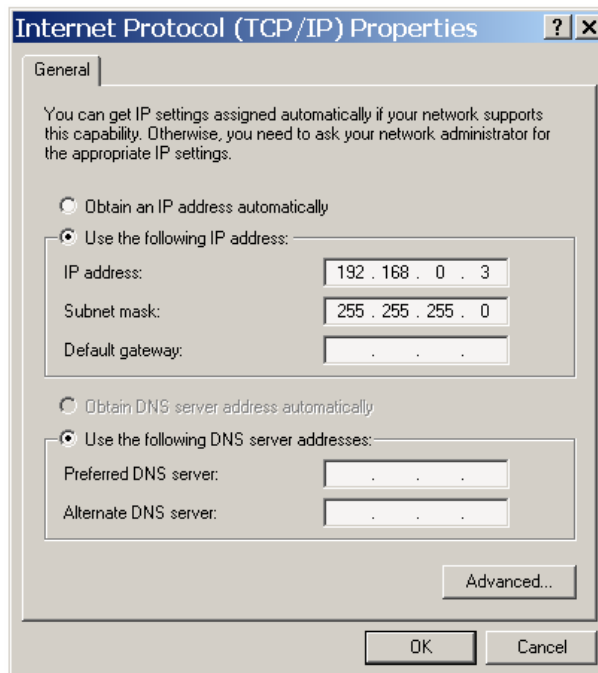 Internet Protocol (TCP/IP) Properties
General
You can get IP settings assigned automatically if your network supports
this capability. Otherwise, you need to ask your network administrator for
the appropriate IP settings.
Obtain an IP address automatically
Use the following IP address:
IP address: 192 . 168 . 0 . 3
Subnet mask: 255 . 255 . 255 . 0
Default gateway: . . .
Obtain DNS server address automatically
Use the following DNS server addresses:
Preferred DNS server: . . .
Alternate DNS server: . . .
Advanced...
OK Cancel